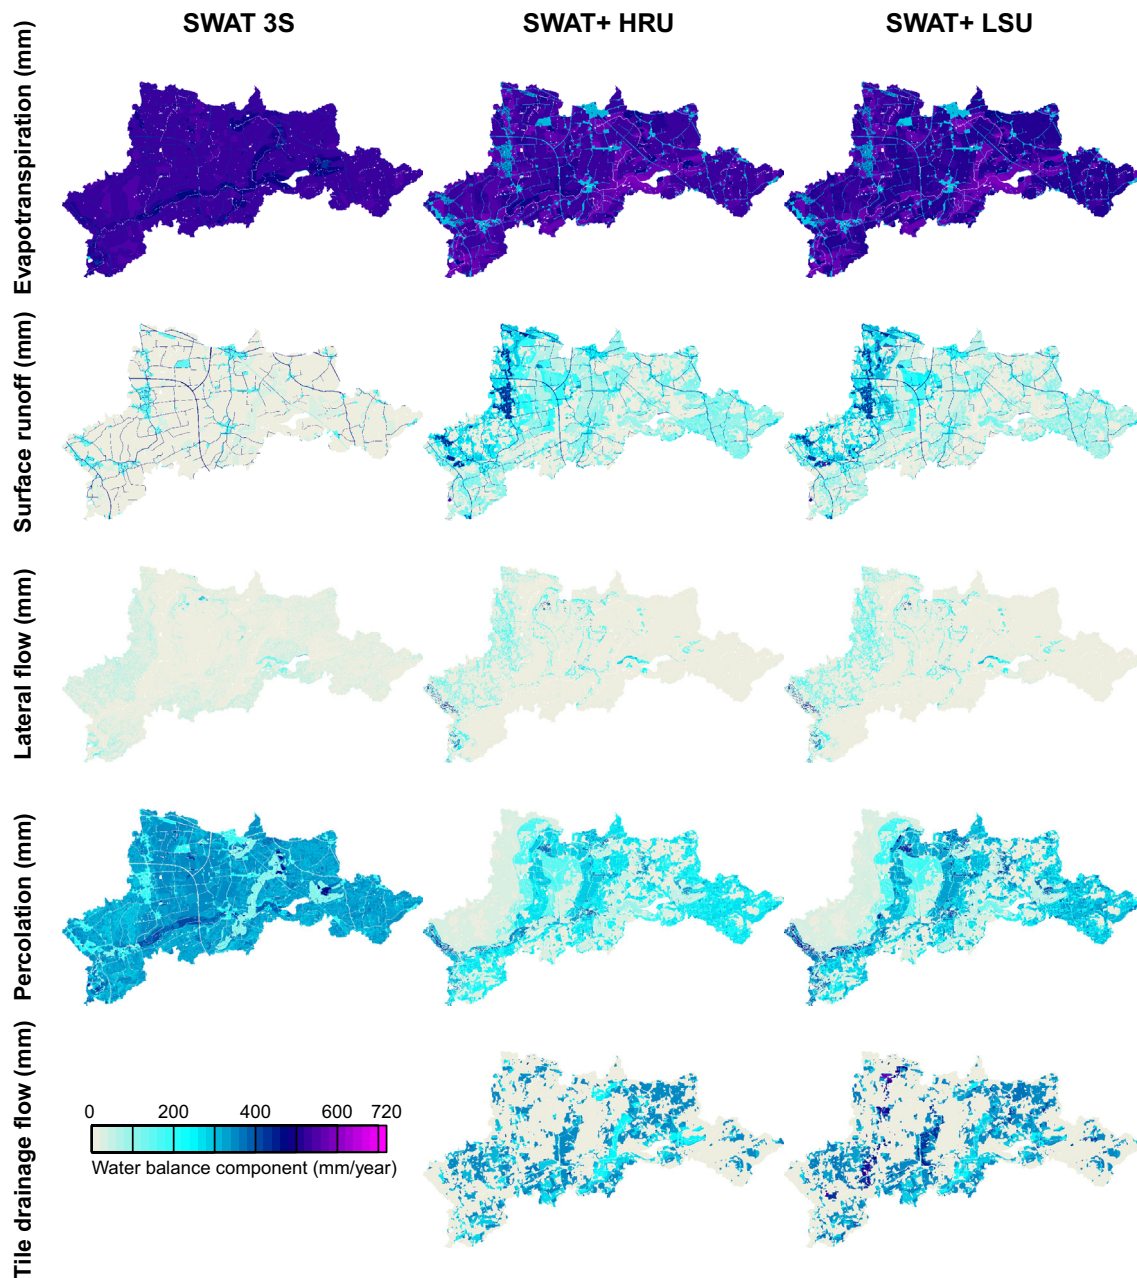 SWAT 3S
SWAT+ HRU
SWAT+ LSU
Evapotranspiration (mm)
Surface runoff (mm)
Lateral flow (mm)
Percolation (mm)
Tile drainage flow (mm)
0 200 400 600 720
Water balance component (mm/year)